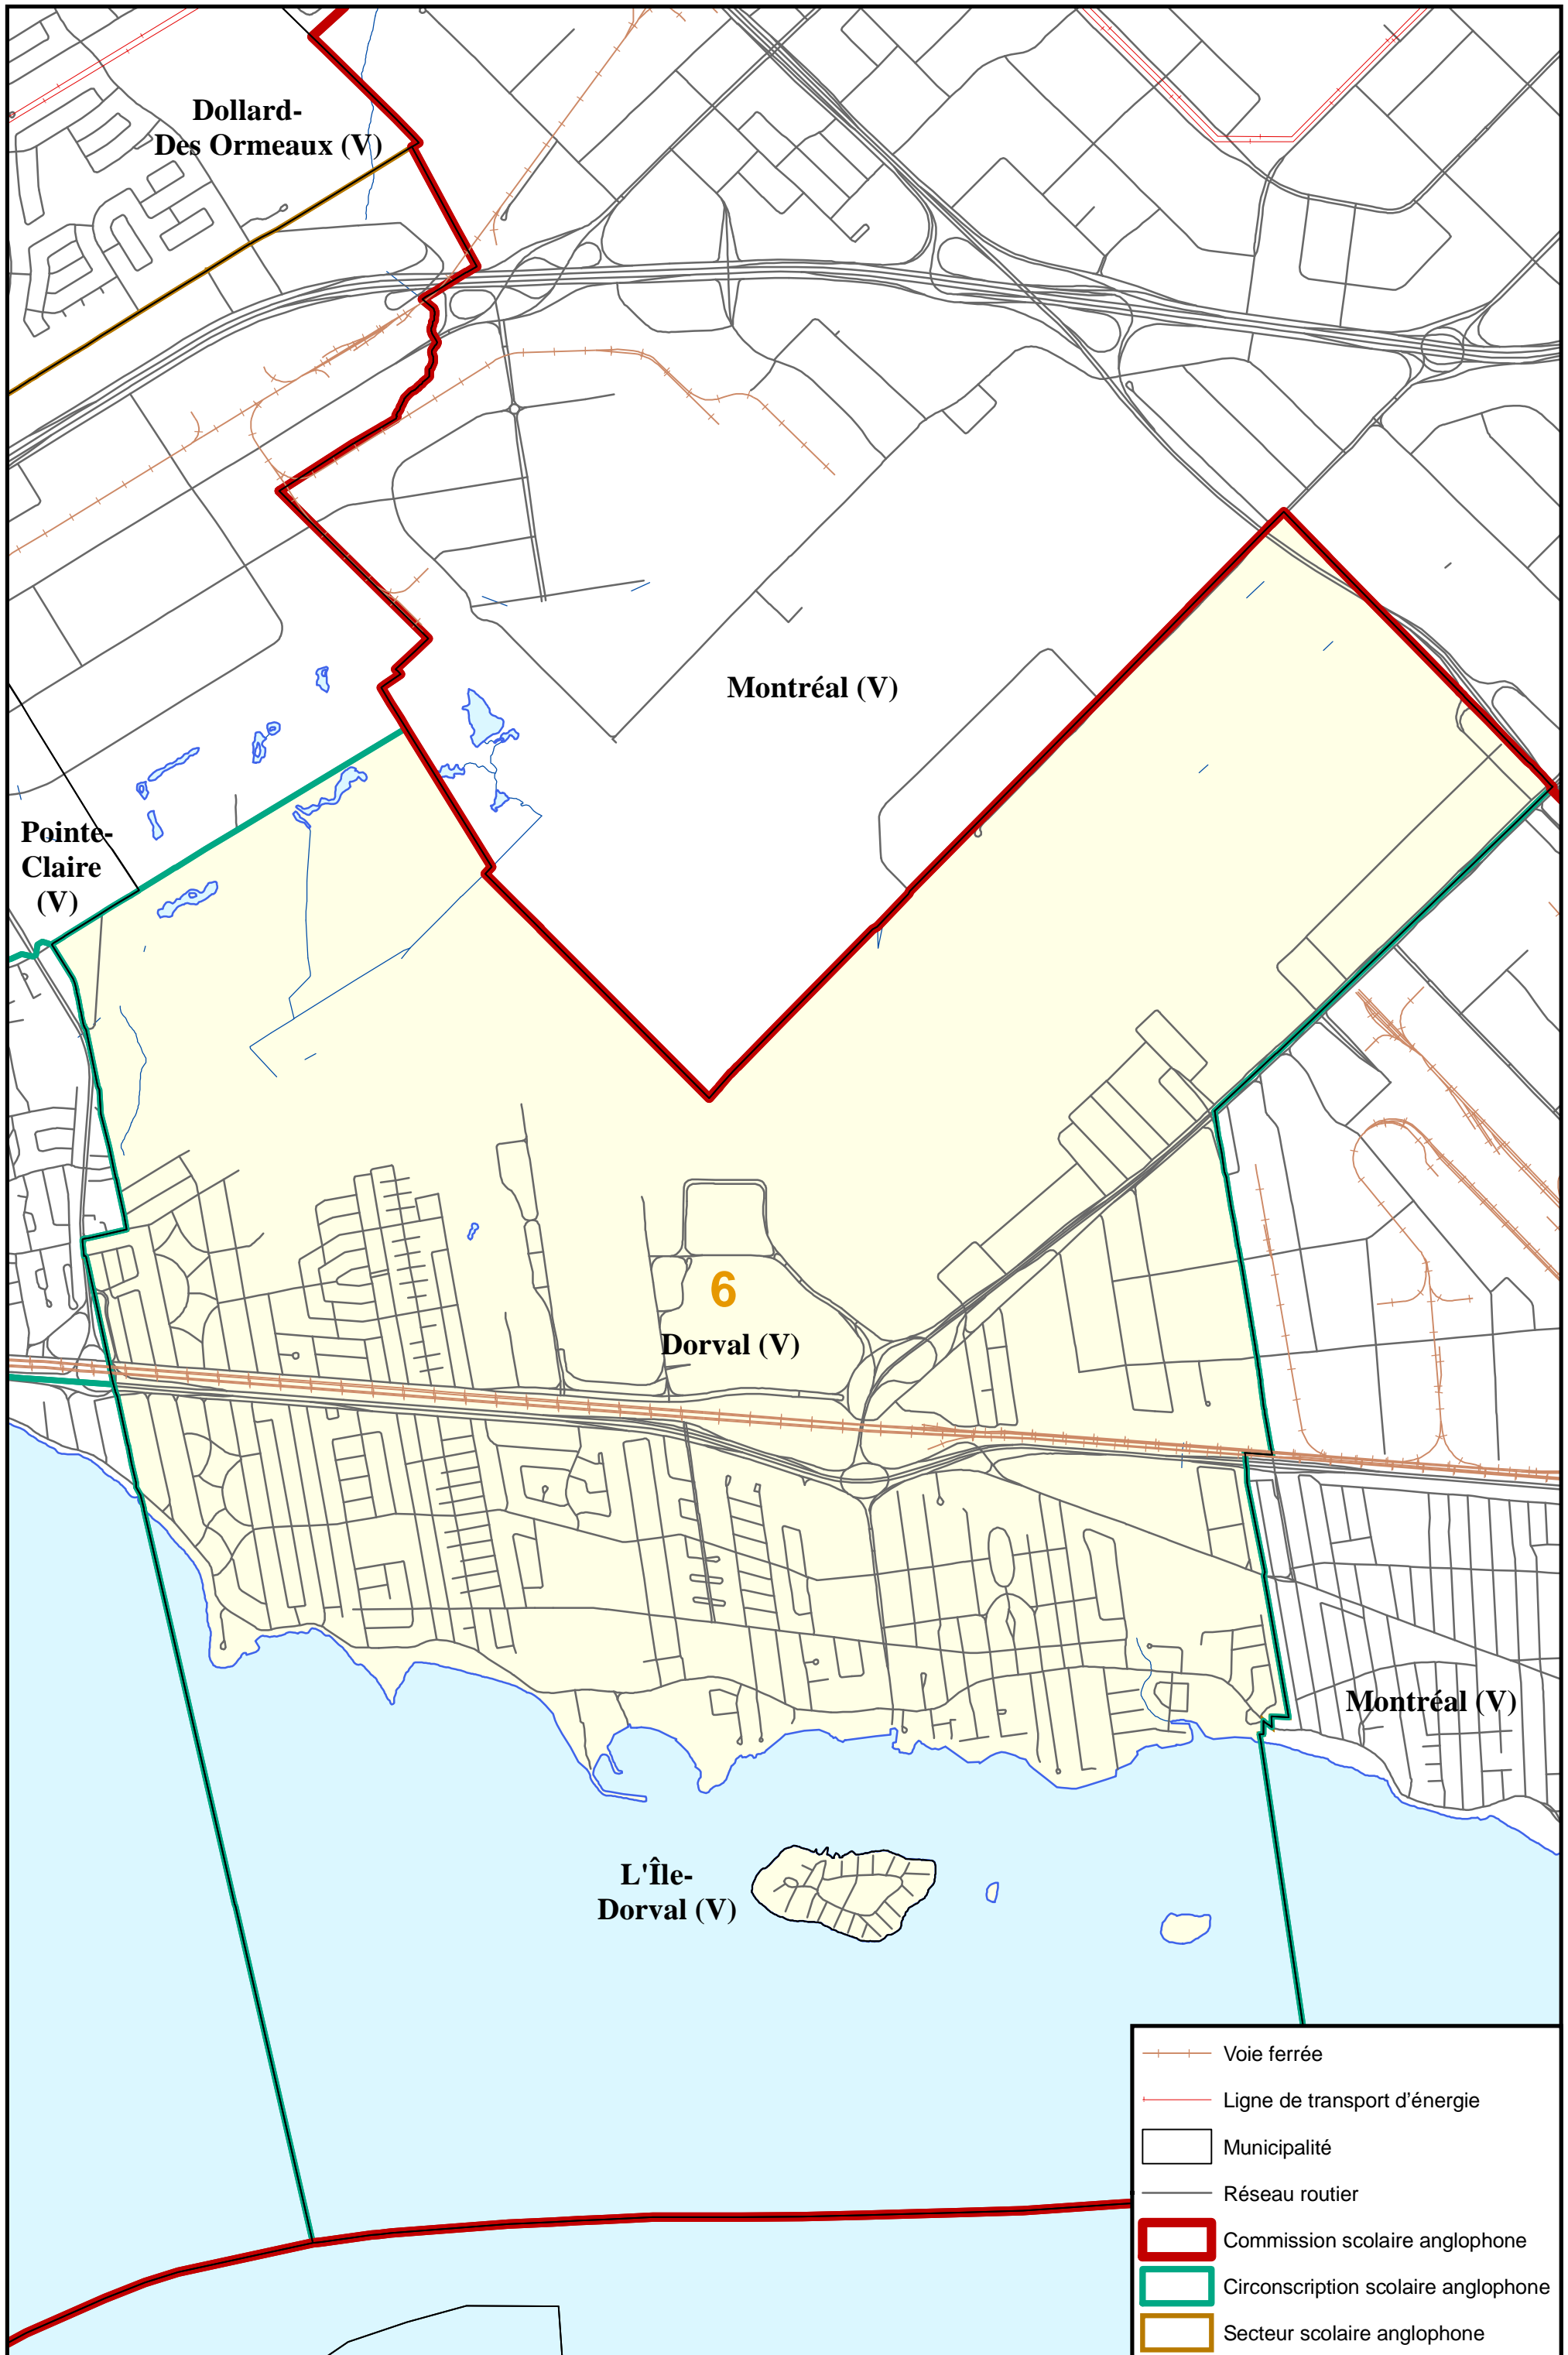 Dollard-
Des Ormeaux (V)
Montréal (V)
Pointe-
Claire
(V)
6
Dorval (V)
Montréal (V)
L'Île-
Dorval (V)
Voie ferrée
Ligne de transport d'énergie
Municipalité
Réseau routier
Commission scolaire anglophone
Circonscription scolaire anglophone
Secteur scolaire anglophone